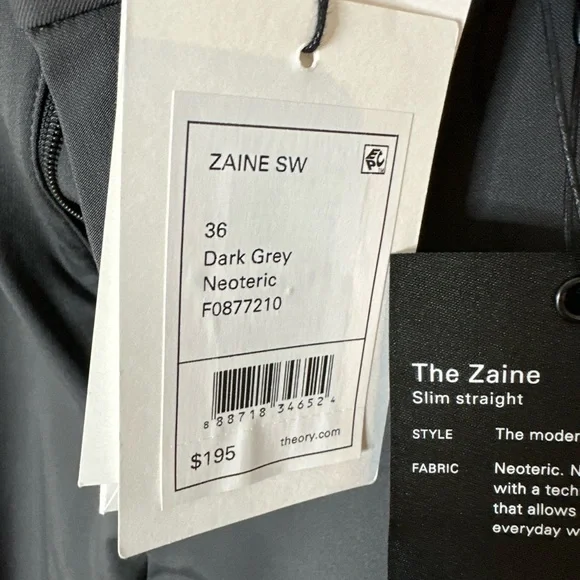 ZAINE SW
36
Dark Grey
Neoteric
F0877210
8 88718 34652 4
$195
theory.com
The Zaine
Slim straight
STYLE The moder
FABRIC Neoteric. N
with a tech
that allows
everyday w